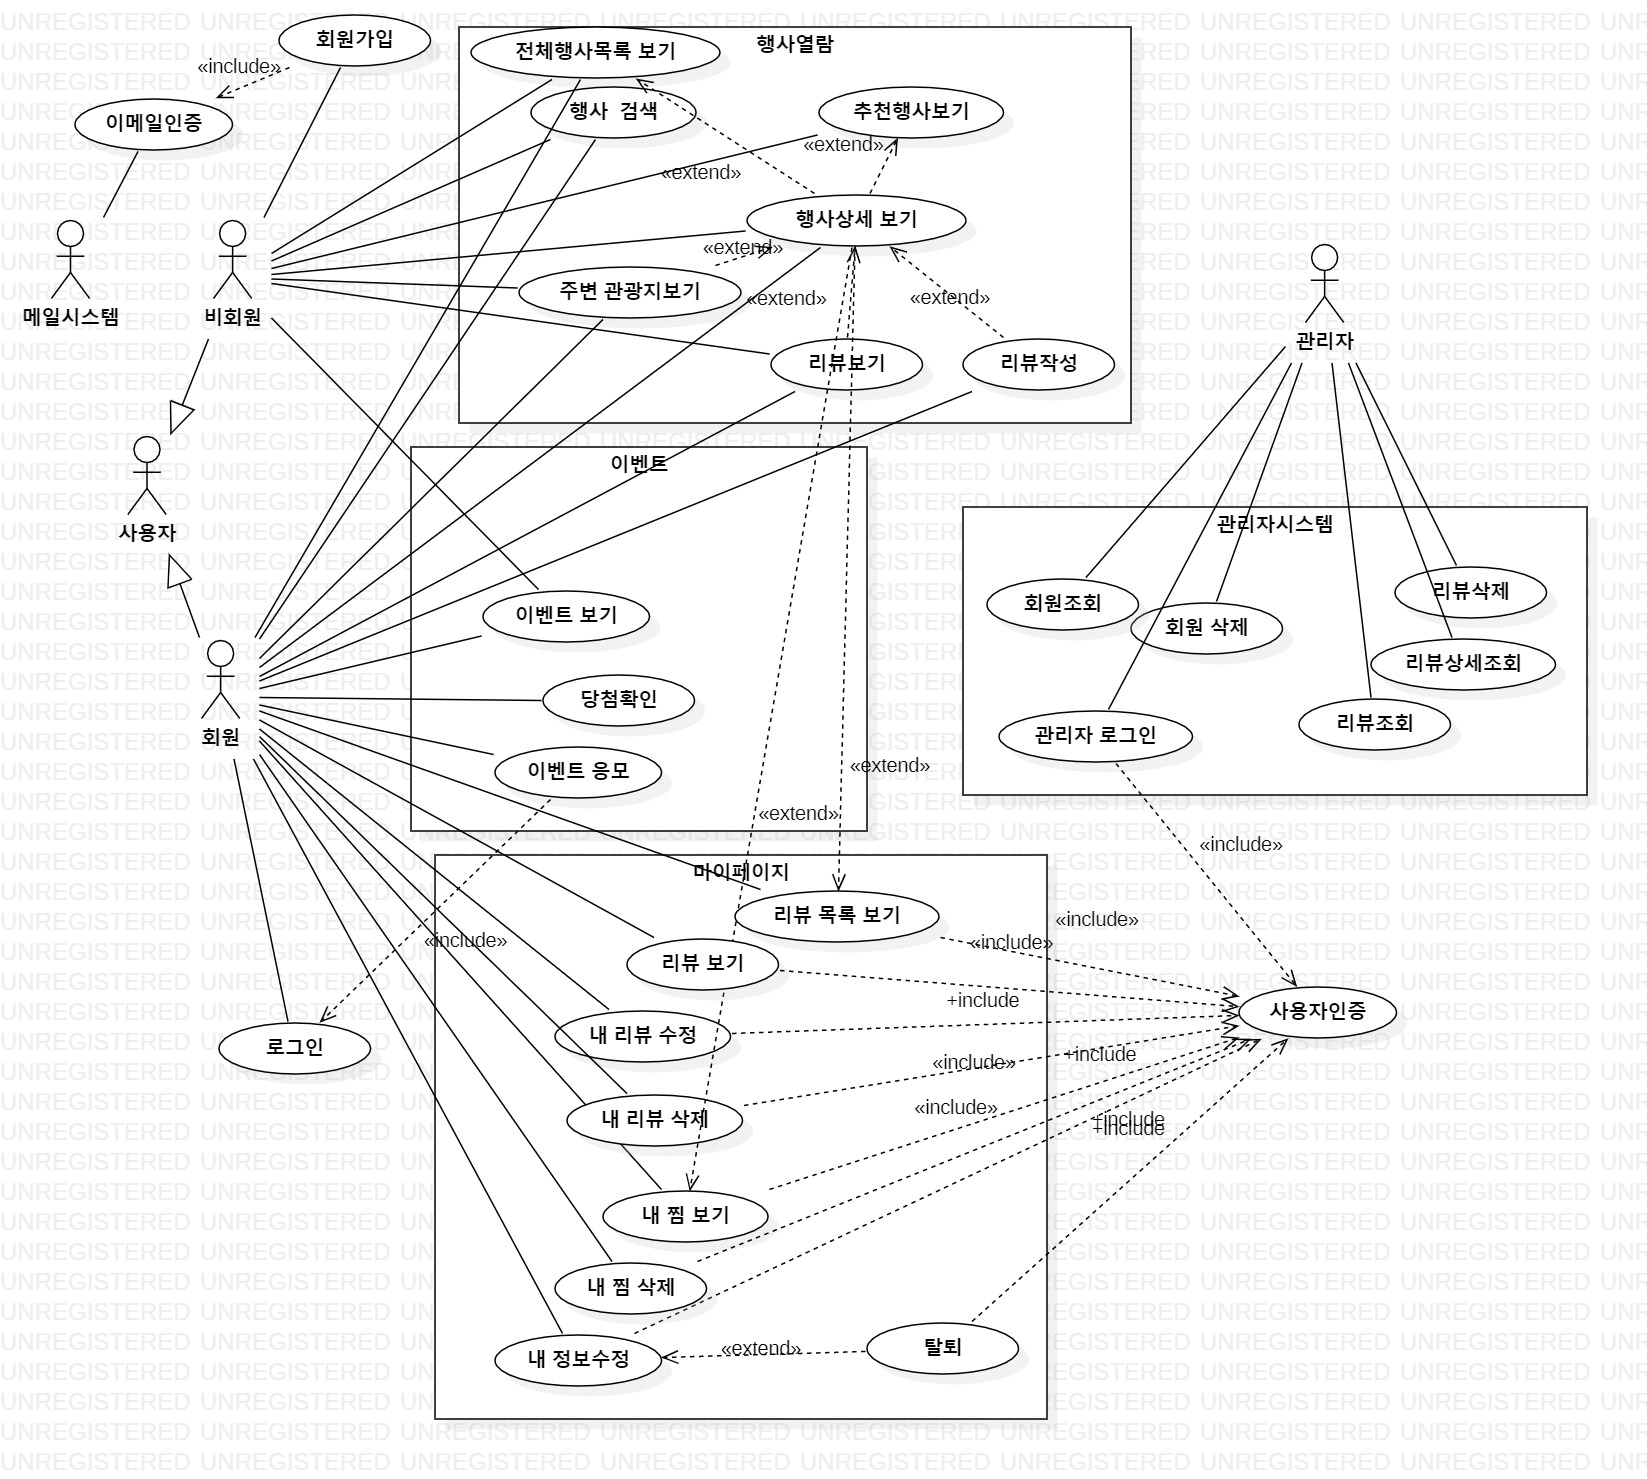 회원가입
«include»
이메일인증
메일시스템
비회원
사용자
회원
로그인
행사열람
전체행사목록 보기
행사  검색
추천행사보기
«extend»
«extend»
행사상세 보기
«extend»
주변 관광지보기
«extend»
«extend»
리뷰보기
리뷰작성
이벤트
이벤트 보기
당첨확인
이벤트 응모
«extend»
«extend»
«include»
관리자
관리자시스템
회원조회
회원 삭제
리뷰삭제
리뷰상세조회
관리자 로그인
리뷰조회
«include»
마이페이지
리뷰 목록 보기
«include»
«include»
리뷰 보기
+include
사용자인증
내 리뷰 수정
«include»
+include
내 리뷰 삭제
«include»
+include
+include
내 찜 보기
내 찜 삭제
내 정보수정
«extend»
탈퇴
UNREGISTERED